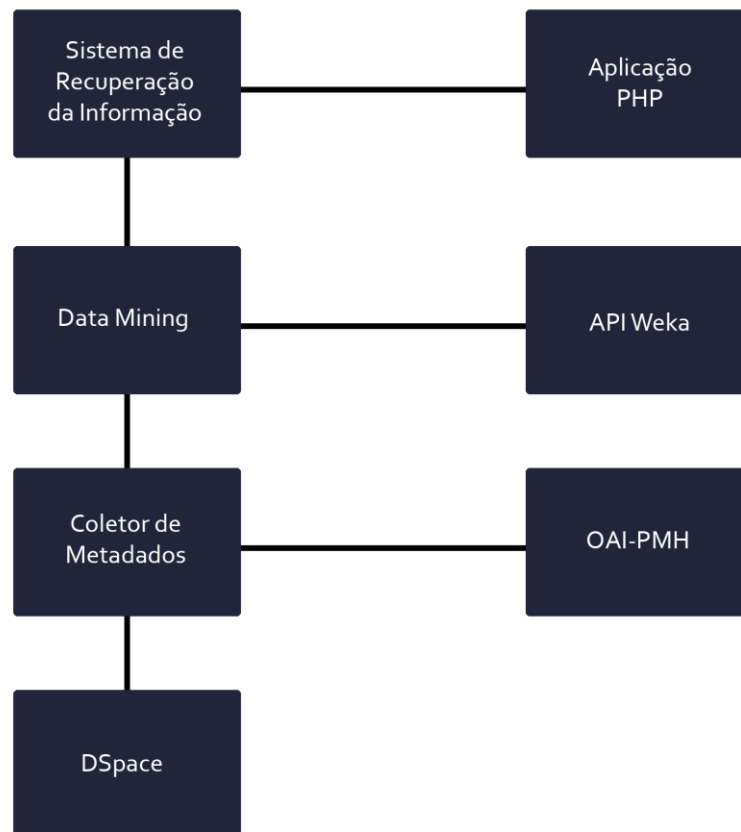 Sistema de
Recuperação
da Informação
Aplicação
PHP
Data Mining
API Weka
Coletor de
Metadados
OAI-PMH
DSpace